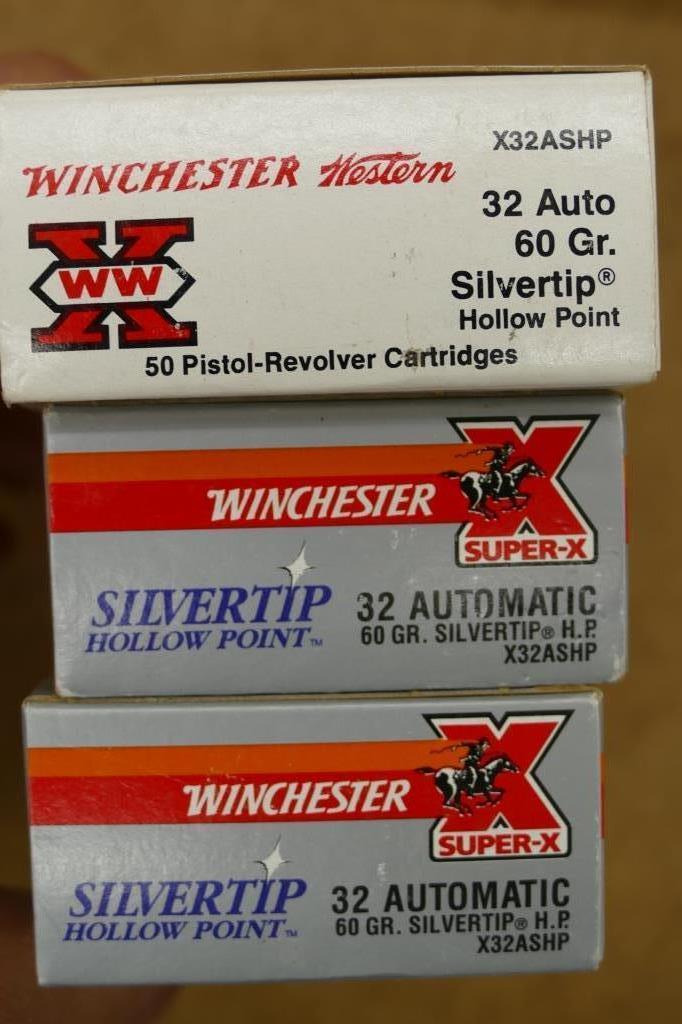 X32ASHP
WINCHESTER Western
32 Auto
60 Gr.
WW
Silvertip®
Hollow Point
50 Pistol-Revolver Cartridges
WINCHESTER
SUPER-X
SILVERTIP
HOLLOW POINT™
32 AUTOMATIC
60 GR. SILVERTIP® H.P.
X32ASHP
WINCHESTER
SUPER-X
SILVERTIP
HOLLOW POINT™
32 AUTOMATIC
60 GR. SILVERTIP® H.P.
X32ASHP